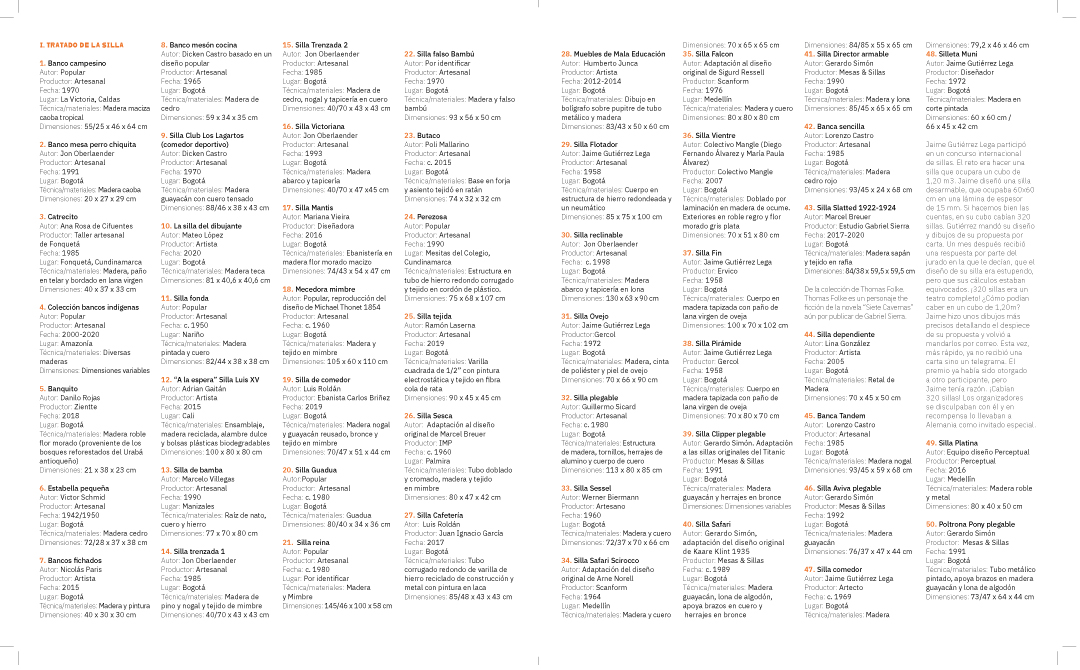 I. TRATADO DE LA SILLA
1. Banco campesino
Autor: Popular
Productor: Artesanal
Fecha: 1970
Lugar: La Victoria, Caldas
Técnica/materiales: Madera maciza
caoba tropical
Dimensiones: 55/25 x 46 x 64 cm
2. Banco mesa perro chiquita
Autor: Jon Oberlaender
Productor: Artesanal
Fecha: 1991
Lugar: Bogotá
Técnica/materiales: Madera caoba
Dimensiones: 20 x 27 x 29 cm
3. Catrecito
Autor: Ana Rosa de Cifuentes
Productor: Taller artesanal
de Fonquetá
Fecha: 1985
Lugar: Fonquetá, Cundinamarca
Técnica/materiales: Madera, paño
en telar y bordado en lana virgen
Dimensiones: 40 x 37 x 33 cm
4. Colección bancos indígenas
Autor: Popular
Productor: Artesanal
Fecha: 2000-2020
Lugar: Amazonía
Técnica/materiales: Diversas
maderas
Dimensiones: Dimensiones variables
5. Banquito
Autor: Danilo Rojas
Productor: Zientte
Fecha: 2018
Lugar: Bogotá
Técnica/materiales: Madera roble
flor morado (proveniente de los
bosques reforestados del Urabá
antioqueño)
Dimensiones: 21 x 38 x 23 cm
6. Estabella pequeña
Autor: Victor Schmid
Productor: Artesanal
Fecha: 1942/1950
Lugar: Bogotá
Técnica/materiales: Madera cedro
Dimensiones: 72/28 x 37 x 38 cm
7. Bancos fichados
Autor: Nicolás París
Productor: Artista
Fecha: 2015
Lugar: Bogotá
Técnica/materiales: Madera y pintura
Dimensiones: 40 x 30 x 30 cm
8. Banco mesón cocina
Autor: Dicken Castro basado en un
diseño popular
Productor: Artesanal
Fecha: 1965
Lugar: Bogotá
Técnica/materiales: Madera de
cedro
Dimensiones: 59 x 34 x 35 cm
9. Silla Club Los Lagartos
(comedor deportivo)
Autor: Dicken Castro
Productor: Artesanal
Fecha: 1970
Lugar: Bogotá
Técnica/materiales: Madera
guayacán con cuero tensado
Dimensiones: 88/46 x 38 x 43 cm
10. La silla del dibujante
Autor: Mateo López
Productor: Artista
Fecha: 2020
Lugar: Bogotá
Técnica/materiales: Madera teca
Dimensiones: 81 x 40,6 x 40,6 cm
11. Silla fonda
Autor: Popular
Productor: Artesanal
Fecha: c. 1950
Lugar: Nariño
Técnica/materiales: Madera
pintada y cuero
Dimensiones: 82/44 x 38 x 38 cm
12. "A la espera" Silla Luis XV
Autor: Adrian Gaitán
Productor: Artista
Fecha: 2015
Lugar: Cali
Técnica/materiales: Ensamblaje,
madera reciclada, alambre dulce
y bolsas plásticas biodegradables
Dimensiones: 100 x 80 x 80 cm
13. Silla de bamba
Autor: Marcelo Villegas
Productor: Artesanal
Fecha: 1990
Lugar: Manizales
Técnica/materiales: Raíz de nato,
cuero y hierro
Dimensiones: 77 x 70 x 80 cm
14. Silla trenzada 1
Autor: Jon Oberlaender
Productor: Artesanal
Fecha: 1985
Lugar: Bogotá
Técnica/materiales: Madera de
pino y nogal y tejido de mimbre
Dimensiones: 40/70 x 43 x 43 cm
15. Silla Trenzada 2
Autor: Jon Oberlaender
Productor: Artesanal
Fecha: 1985
Lugar: Bogotá
Técnica/materiales: Madera de
cedro, nogal y tapicería en cuero
Dimensiones: 40/70 x 43 x 43 cm
16. Silla Victoriana
Autor: Jon Oberlaender
Productor: Artesanal
Fecha: 1993
Lugar: Bogotá
Técnica/materiales: Madera
abarco y tapicería
Dimensiones: 40/70 x 47 x45 cm
17. Silla Mantis
Autor: Mariana Vieira
Productor: Diseñadora
Fecha: 2016
Lugar: Bogotá
Técnica/materiales: Ebanistería en
madera flor morado macizo
Dimensiones: 74/43 x 54 x 47 cm
18. Mecedora mimbre
Autor: Popular, reproducción del
diseño de Michael Thonet 1854
Productor: Artesanal
Fecha: c. 1960
Lugar: Bogotá
Técnica/materiales: Madera y
tejido en mimbre
Dimensiones: 105 x 60 x 110 cm
19. Silla de comedor
Autor: Luis Roldán
Productor: Ebanista Carlos Briñez
Fecha: 2019
Lugar: Bogotá
Técnica/materiales: Madera nogal
y guayacán reusado, bronce y
tejido en mimbre
Dimensiones: 70/47 x 51 x 44 cm
20. Silla Guadua
Autor:Popular
Productor: Artesanal
Fecha: c. 1980
Lugar: Bogotá
Técnica/materiales: Guadua
Dimensiones: 80/40 x 34 x 36 cm
21. Silla reina
Autor: Popular
Productor: Artesanal
Fecha: c. 1980
Lugar: Por identificar
Técnica/materiales: Madera
y Mimbre
Dimensiones: 145/46 x 100 x 58 cm
22. Silla falso Bambú
Autor: Por identificar
Productor: Artesanal
Fecha: 1970
Lugar: Bogotá
Técnica/materiales: Madera y falso
bambú
Dimensiones: 93 x 56 x 50 cm
23. Butaco
Autor: Poli Mallarino
Productor: Artesanal
Fecha: c. 2015
Lugar: Bogotá
Técnica/materiales: Base en forja
y asiento tejidó en ratán
Dimensiones: 74 x 32 x 32 cm
24. Perezosa
Autor: Popular
Productor: Artesanal
Fecha: 1990
Lugar: Mesitas del Colegio,
Cundinamarca
Técnica/materiales: Estructura en
tubo de hierro redondo corrugado
y tejido en cordón de plástico.
Dimensiones: 75 x 68 x 107 cm
25. Silla tejida
Autor: Ramón Laserna
Productor: Artesanal
Fecha: 2019
Lugar: Bogotá
Técnica/materiales: Varilla
cuadrada de 1/2" con pintura
electrostática y tejido en fibra
cola de rata
Dimensiones: 90 x 45 x 45 cm
26. Silla Sesca
Autor: Adaptación al diseño
original de Marcel Breuer
Productor: IMP
Fecha: c. 1960
Lugar: Palmira
Técnica/materiales: Tubo doblado
y cromado, madera y tejido
en mimbre
Dimensiones: 80 x 47 x 42 cm
27. Silla Cafetería
Ator: Luis Roldán
Productor: Juan Ignacio García
Fecha: 2017
Lugar: Bogotá
Técnica/materiales: Tubo
corrugado redondo de varilla de
hierro reciclado de construcción y
metal con pintura en laca
Dimensiones: 85/48 x 43 x 43 cm
28. Muebles de Mala Educación
Autor: Humberto Junca
Productor: Artista
Fecha: 2012-2014
Lugar: Bogotá
Técnica/materiales: Dibujo en
bolígrafo sobre pupitre de tubo
metálico y madera
Dimensiones: 83/43 x 50 x 60 cm
29. Silla Flotador
Autor: Jaime Gutiérrez Lega
Productor: Artesanal
Fecha: 1958
Lugar: Bogotá
Técnica/materiales: Cuerpo en
estructura de hierro redondeada y
un neumático
Dimensiones: 85 x 75 x 100 cm
30. Silla reclinable
Autor: Jon Oberlaender
Productor: Artesanal
Fecha: c. 1998
Lugar: Bogotá
Técnica/materiales: Madera
abarco y tapicería en lona
Dimensiones: 130 x 63 x 90 cm
31. Silla Ovejo
Autor: Jaime Gutiérrez Lega
Productor: Gercol
Fecha: 1972
Lugar: Bogotá
Técnica/materiales: Madera, cinta
de poliéster y piel de ovejo
Dimensiones: 70 x 66 x 90 cm
32. Silla plegable
Autor: Guillermo Sicard
Productor: Artesanal
Fecha: c. 1980
Lugar: Bogotá
Técnica/materiales: Estructura
de madera, tornillos, herrajes de
alumino y cuerpo de cuero
Dimensiones: 113 x 80 x 85 cm
33. Silla Sessel
Autor: Werner Biermann
Productor: Artesano
Fecha: 1960
Lugar: Bogotá
Técnica/materiales: Madera y cuero
Dimensiones: 72/37 x 70 x 66 cm
34. Silla Safari Scirocco
Autor: Adaptación del diseño
original de Arne Norell
Productor: Scanform
Fecha: 1964
Lugar: Medellín
Técnica/materiales: Madera y cuero
Dimensiones: 70 x 65 x 65 cm
35. Silla Falcon
Autor: Adaptación al diseño
original de Sigurd Ressell
Productor: Scanform
Fecha: 1976
Lugar: Medellín
Técnica/materiales: Madera y cuero
Dimensiones: 80 x 80 x 80 cm
36. Silla Vientre
Autor: Colectivo Mangle (Diego
Fernando Álvarez y María Paula
Álvarez)
Productor: Colectivo Mangle
Fecha: 2007
Lugar: Bogotá
Técnica/materiales: Doblado por
laminación en madera de ocume.
Exteriores en roble negro y flor
morado gris plata
Dimensiones: 70 x 51 x 80 cm
37. Silla Fin
Autor: Jaime Gutiérrez Lega
Productor: Ervico
Fecha: 1958
Lugar: Bogotá
Técnica/materiales: Cuerpo en
madera tapizada con paño de
lana virgen de oveja
Dimensiones: 100 x 70 x 102 cm
38. Silla Pirámide
Autor: Jaime Gutiérrez Lega
Productor: Gercol
Fecha: 1958
Lugar: Bogotá
Técnica/materiales: Cuerpo en
madera tapizada con paño de
lana virgen de oveja
Dimensiones: 70 x 80 x 70 cm
39. Silla Clipper plegable
Autor: Gerardo Simón. Adaptación
a las sillas originales del Titanic
Productor: Mesas & Sillas
Fecha: 1991
Lugar: Bogotá
Técnica/materiales: Madera
guayacán y herrajes en bronce
Dimensiones: Dimensiones variables
40. Silla Safari
Autor: Gerardo Simón,
adaptación del diseño original
de Kaare Klint 1935
Productor: Mesas & Sillas
Fecha: c. 1989
Lugar: Bogotá
Técnica/materiales: Madera
guayacán, lona de algodón,
apoya brazos en cuero y
herrajes en bronce
Dimensiones: 84/85 x 55 x 65 cm
41. Silla Director armable
Autor: Gerardo Simón
Productor: Mesas & Sillas
Fecha: 1990
Lugar: Bogotá
Técnica/materiales: Madera y lona
Dimensiones: 85/45 x 65 x 65 cm
42. Banca sencilla
Autor: Lorenzo Castro
Productor: Artesanal
Fecha: 1985
Lugar: Bogotá
Técnica/materiales: Madera
cedro rojo
Dimensiones: 93/45 x 24 x 68 cm
43. Silla Slatted 1922-1924
Autor: Marcel Breuer
Productor: Estudio Gabriel Sierra
Fecha: 2017-2020
Lugar: Bogotá
Técnica/materiales: Madera sapán
y tejido en rafia
Dimensiones: 84/38 x 59,5 x 59,5 cm
De la colección de Thomas Folke.
Thomas Folke es un personaje the
ficción de la novela "Siete Cavernas"
aún por publicar de Gabriel Sierra.
44. Silla dependiente
Autor: Lina González
Productor: Artista
Fecha: 2005
Lugar: Bogotá
Técnica/materiales: Retal de
Madera
Dimensiones: 70 x 45 x 50 cm
45. Banca Tandem
Autor: Lorenzo Castro
Productor: Artesanal
Fecha: 1985
Lugar: Bogotá
Técnica/materiales: Madera nogal
Dimensiones: 93/45 x 59 x 68 cm
46. Silla Aviva plegable
Autor: Gerardo Simón
Productor: Mesas & Sillas
Fecha: 1992
Lugar: Bogotá
Técnica/materiales: Madera
guayacán
Dimensiones: 76/37 x 47 x 44 cm
47. Silla comedor
Autor: Jaime Gutiérrez Lega
Productor: Artecto
Fecha: c. 1969
Lugar: Bogotá
Técnica/materiales: Madera
Dimensiones: 79,2 x 46 x 46 cm
48. Silleta Muni
Autor: Jaime Gutiérrez Lega
Productor: Diseñador
Fecha: 1972
Lugar: Bogotá
Técnica/materiales: Madera en
corte pintada
Dimensiones: 60 x 60 cm /
66 x 45 x 42 cm
Jaime Gutiérrez Lega participó
en un concurso internacional
de sillas. El reto era hacer una
silla que ocupara un cubo de
1,20 m3. Jaime diseñó una silla
desarmable, que ocupaba 60x60
cm en una lámina de espesor
de 15 mm. Si hacemos bien las
cuentas, en su cubo cabían 320
sillas. Gutiérrez mandó su diseño
y dibujos de su propuesta por
carta. Un mes después recibió
una respuesta por parte del
jurado en la que le decían, que el
diseño de su silla era estupendo,
pero que sus cálculos estaban
equivocados. ¡320 sillas era un
teatro completo! ¿Cómo podían
caber en un cubo de 1,20m?
Jaime hizo unos dibujos más
precisos detallando el despiece
de su propuesta y volvió a
mandarlos por correo. Esta vez,
más rápido, ya no recibió una
carta sino un telegrama. El
premio ya había sido otorgado
a otro participante, pero
Jaime tenía razón. ¡Cabían
320 sillas! Los organizadores
se disculpaban con él y en
recompensa lo llevaban a
Alemania como invitado especial.
49. Silla Platina
Autor: Equipo diseño Perceptual
Productor: Perceptual
Fecha: 2016
Lugar: Medellín
Técnica/materiales: Madera roble
y metal
Dimensiones: 80 x 40 x 50 cm
50. Poltrona Pony plegable
Autor: Gerardo Simón
Productor: Mesas & Sillas
Fecha: 1991
Lugar: Bogotá
Técnica/materiales: Tubo metálico
pintado, apoya brazos en madera
guayacán y lona de algodón
Dimensiones: 73/47 x 64 x 44 cm